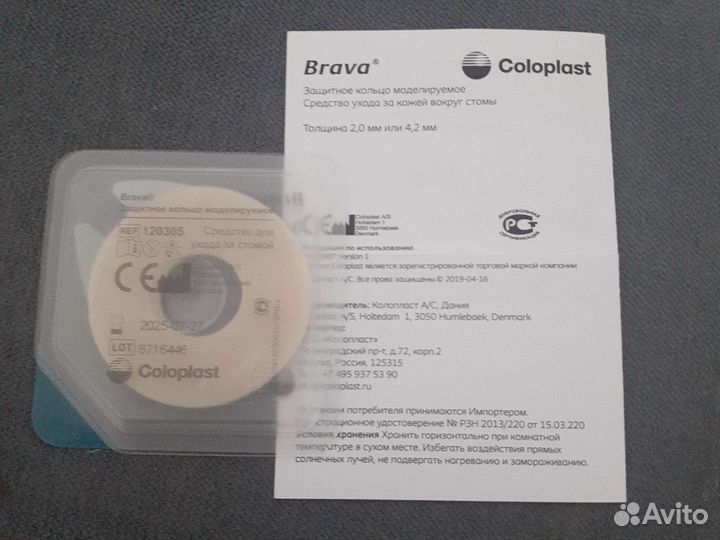 Brava®
Coloplast
Защитное кольцо моделируемое
Средство ухода за кожей вокруг стомы
Толщина 2,0 мм или 4,2 мм
Coloplast A/S
Holtedam 1
3050 Humlebaek
Denmark
ДОБРОВОЛЬНАЯ
СЕРТИФИКАЦИЯ
по использованию
Version 1
Coloplast является зарегистрированной торговой маркой компании
A/S. Все права защищены © 2019-04-16
Колопласт А/С, Дания
A/S, Holtedam 1, 3050 Humlebaek, Denmark
«Колопласт»
пр-т, д.72, корп.2
Россия, 125315
+7 495 937 53 90
@coloplast.ru
потребителя принимаются Импортером.
удостоверение № РЗН 2013/220 от 15.03.220
Условия хранения Хранить горизонтально при комнатной
температуре в сухом месте. Избегать воздействия прямых
солнечных лучей, не подвергать нагреванию и замораживанию.
Brava®
Защитное кольцо моделируемое
REF 120305
Средство для
ухода за стомой
CE
2025-07-27
LOT 8716446
Coloplast
Avito